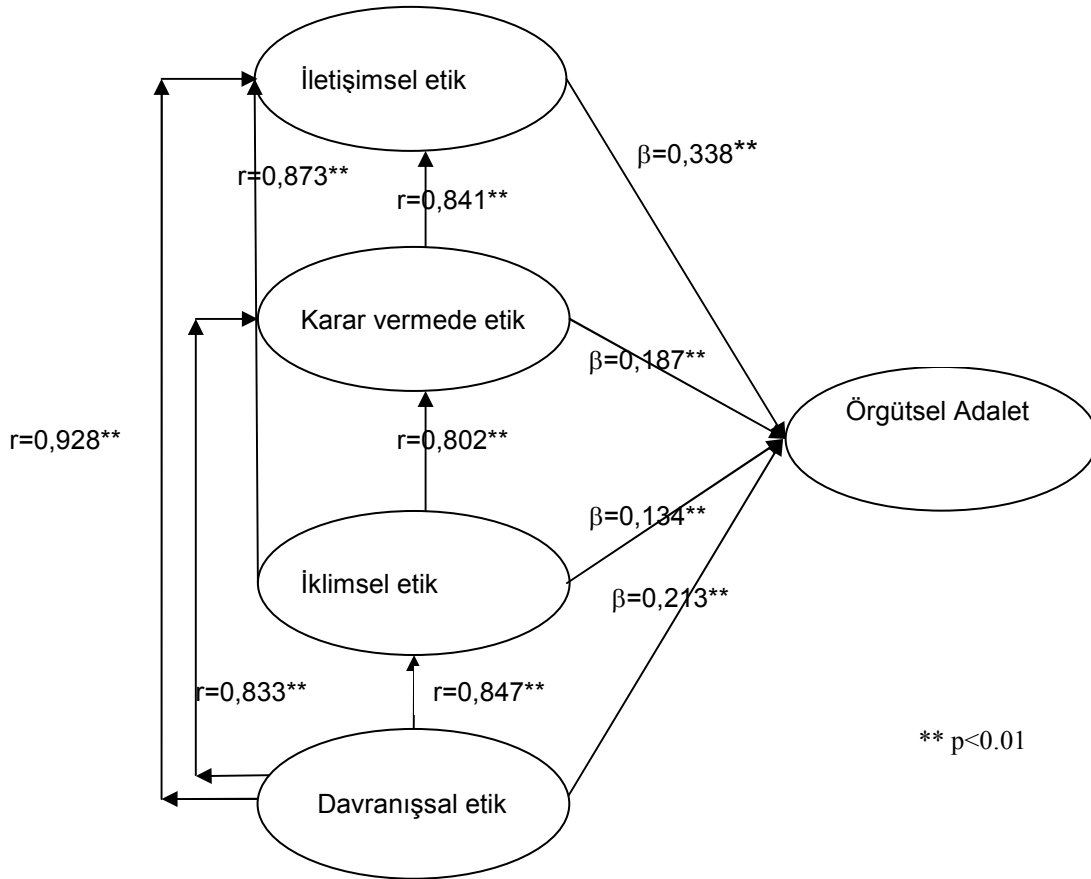 İletişimsel etik
β=0,338**
r=0,873**
r=0,841**
Karar vermede etik
β=0,187**
Örgütsel Adalet
r=0,928**
r=0,802**
β=0,134**
İklimsel etik
β=0,213**
r=0,833**
r=0,847**
** p<0.01
Davranışsal etik